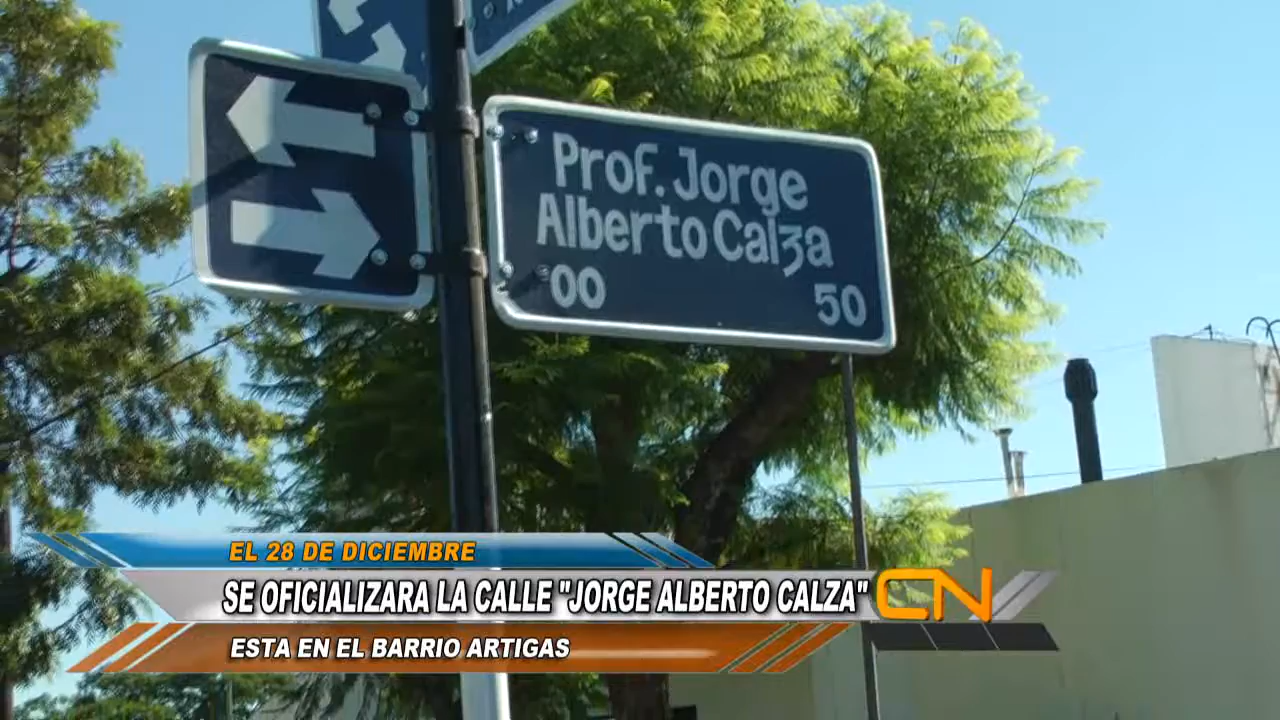 Prof. Jorge
Alberto Calza
00 50
EL 28 DE DICIEMBRE
SE OFICIALIZARA LA CALLE "JORGE ALBERTO CALZA"
CN
ESTA EN EL BARRIO ARTIGAS